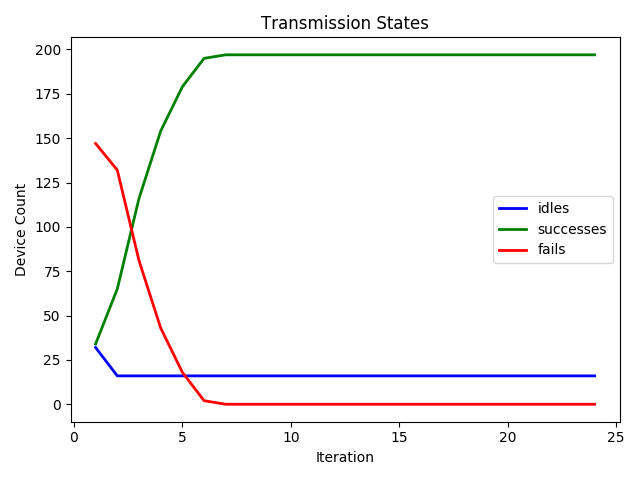 Transmission States
200
175
150
125
100
75
50
25
0
Device Count
idles
successes
fails
0 5 10 15 20 25
Iteration